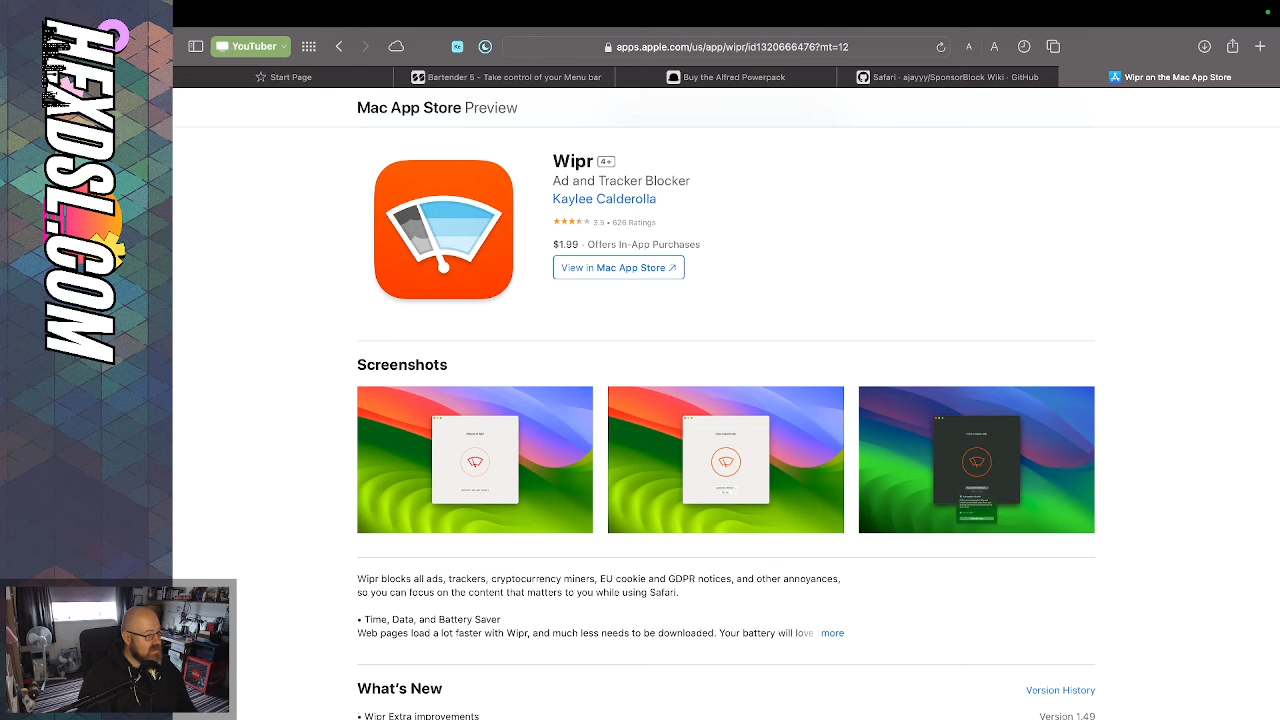 HEXDSL.COM
YouTuber
apps.apple.com/us/app/wipr/id1320666476?mt=12
A
A
Start Page
Bartender 5 - Take control of your Menu bar
Buy the Alfred Powerpack
Safari · ajayyy/SponsorBlock Wiki · GitHub
Wipr on the Mac App Store
Mac App Store Preview
Wipr 4+
Ad and Tracker Blocker
Kaylee Calderolla
3.5 • 626 Ratings
$1.99 · Offers In-App Purchases
View in Mac App Store ↗
Screenshots
Wipr blocks all ads, trackers, cryptocurrency miners, EU cookie and GDPR notices, and other annoyances,
so you can focus on the content that matters to you while using Safari.
• Time, Data, and Battery Saver
Web pages load a lot faster with Wipr, and much less needs to be downloaded. Your battery will love more
What's New
Version History
• Wipr Extra improvements
Version 1.49